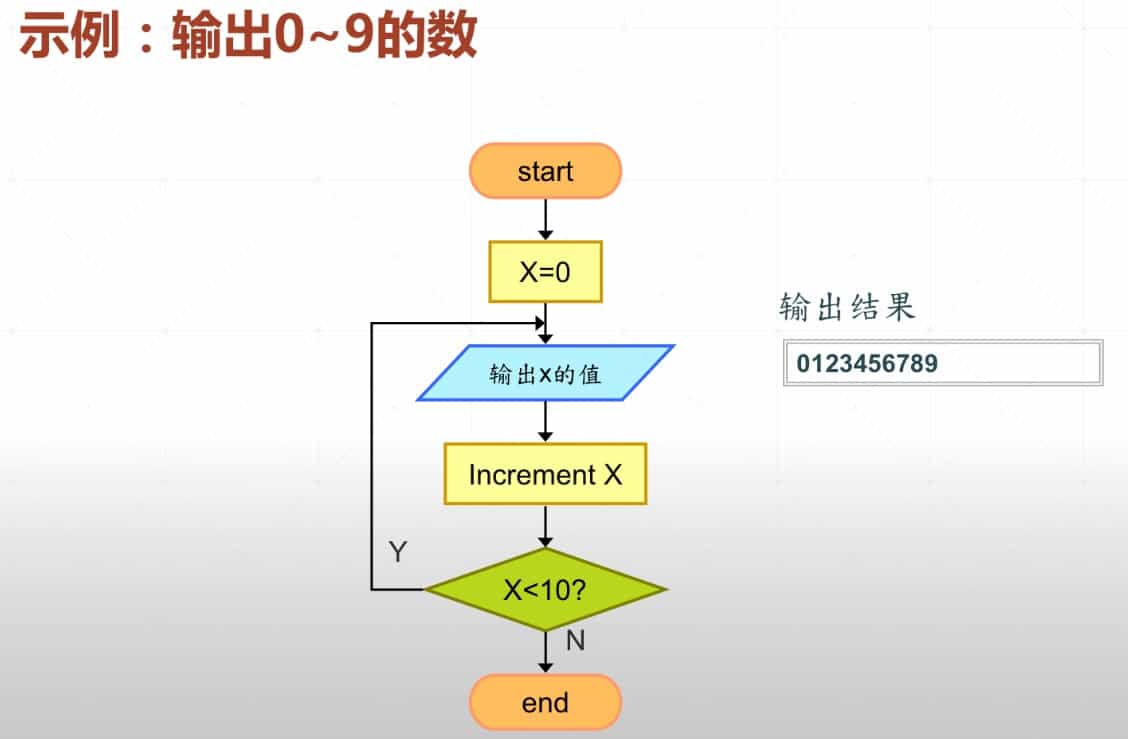 示例：输出0~9的数
start
X=0
输出结果
0123456789
输出x的值
Increment X
Y
X<10?
N
end